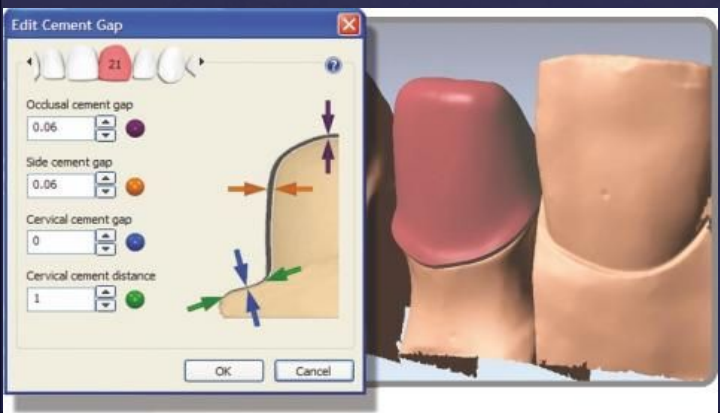 Edit Cement Gap
21
Occlusal cement gap
0.06
Side cement gap
0.06
Cervical cement gap
0
Cervical cement distance
1
OK
Cancel